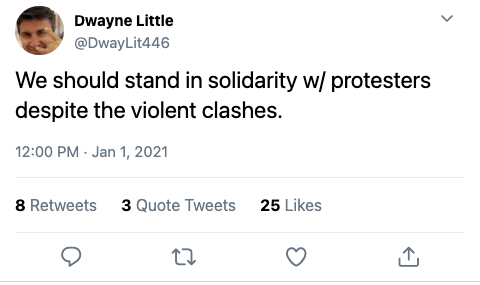 Dwayne Little
@DwayLit446
We should stand in solidarity w/ protesters
despite the violent clashes.
12:00 PM · Jan 1, 2021
8 Retweets 3 Quote Tweets 25 Likes